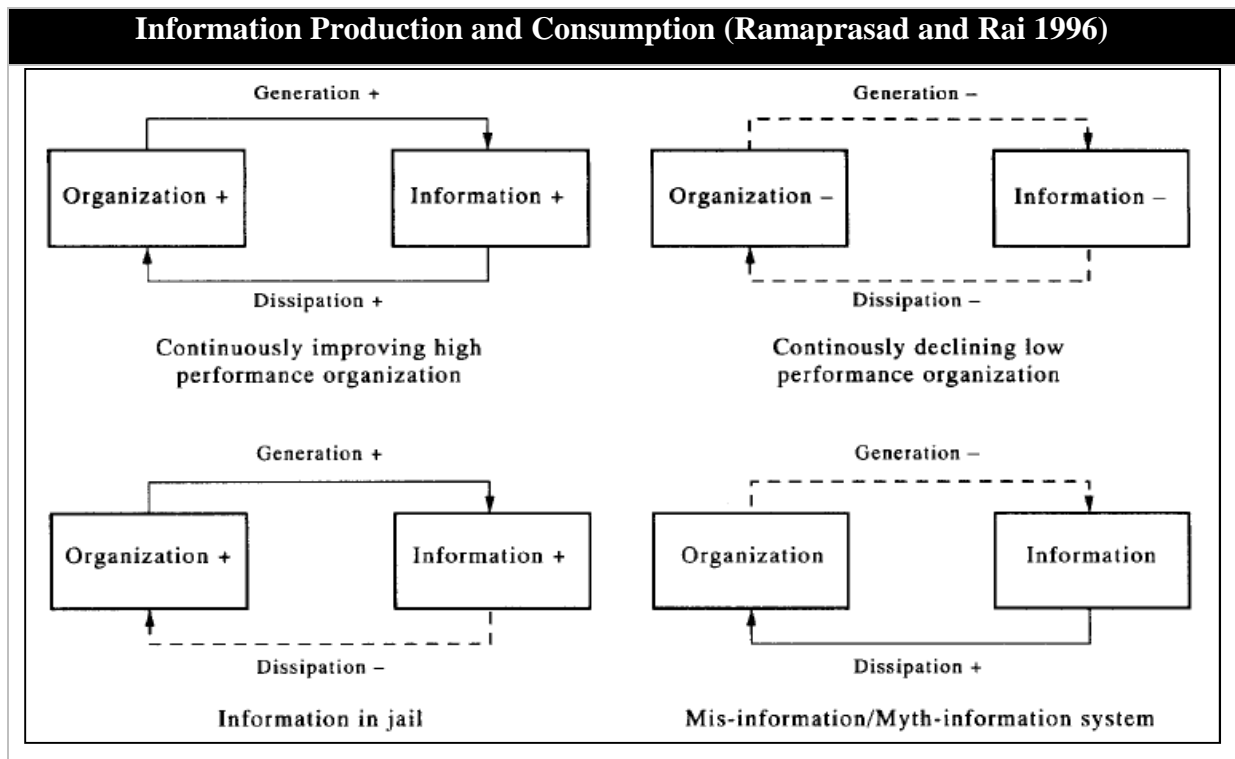 Information Production and Consumption (Ramaprasad and Rai 1996)
Generation +
Organization +
Information +
Dissipation +
Continuously improving high
performance organization
Generation –
Organization –
Information –
Dissipation –
Continously declining low
performance organization
Generation +
Organization +
Information +
Dissipation –
Information in jail
Generation –
Organization
Information
Dissipation +
Mis-information/Myth-information system